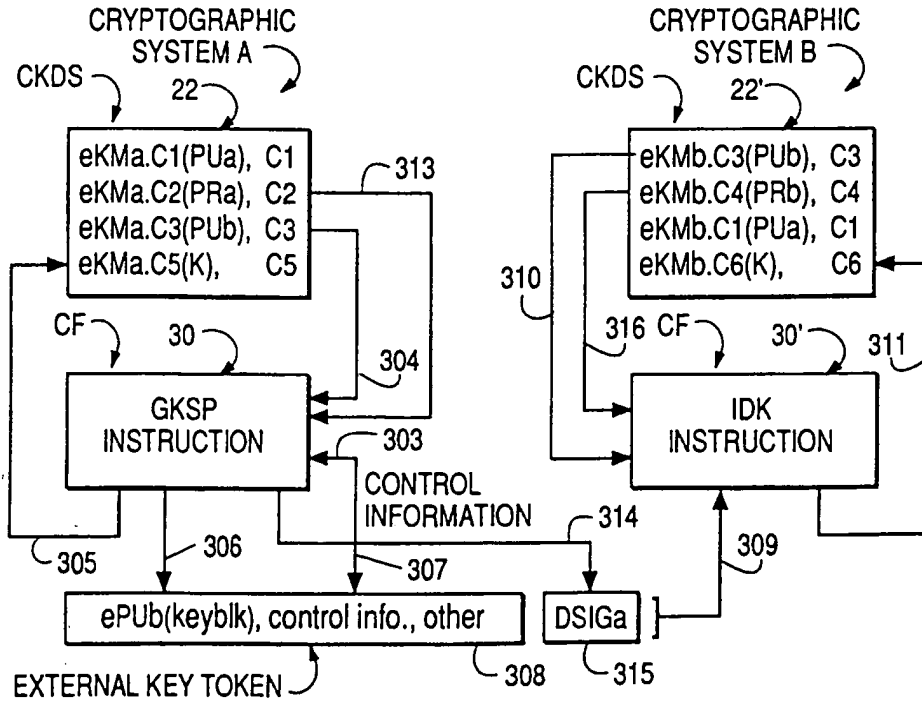 CRYPTOGRAPHIC
SYSTEM A
CKDS
22
eKMa.C1(PUa), C1
eKMa.C2(PRa), C2
eKMa.C3(PUb), C3
eKMa.C5(K), C5
313
CF
30
304
GKSP
INSTRUCTION
303
CONTROL
INFORMATION
305
306
307
314
ePUb(keyblk), control info., other
308
EXTERNAL KEY TOKEN
DSIGa
315
CRYPTOGRAPHIC
SYSTEM B
CKDS
22'
eKMb.C3(PUb), C3
eKMb.C4(PRb), C4
eKMb.C1(PUa), C1
eKMb.C6(K), C6
310
316
CF
30'
311
IDK
INSTRUCTION
309